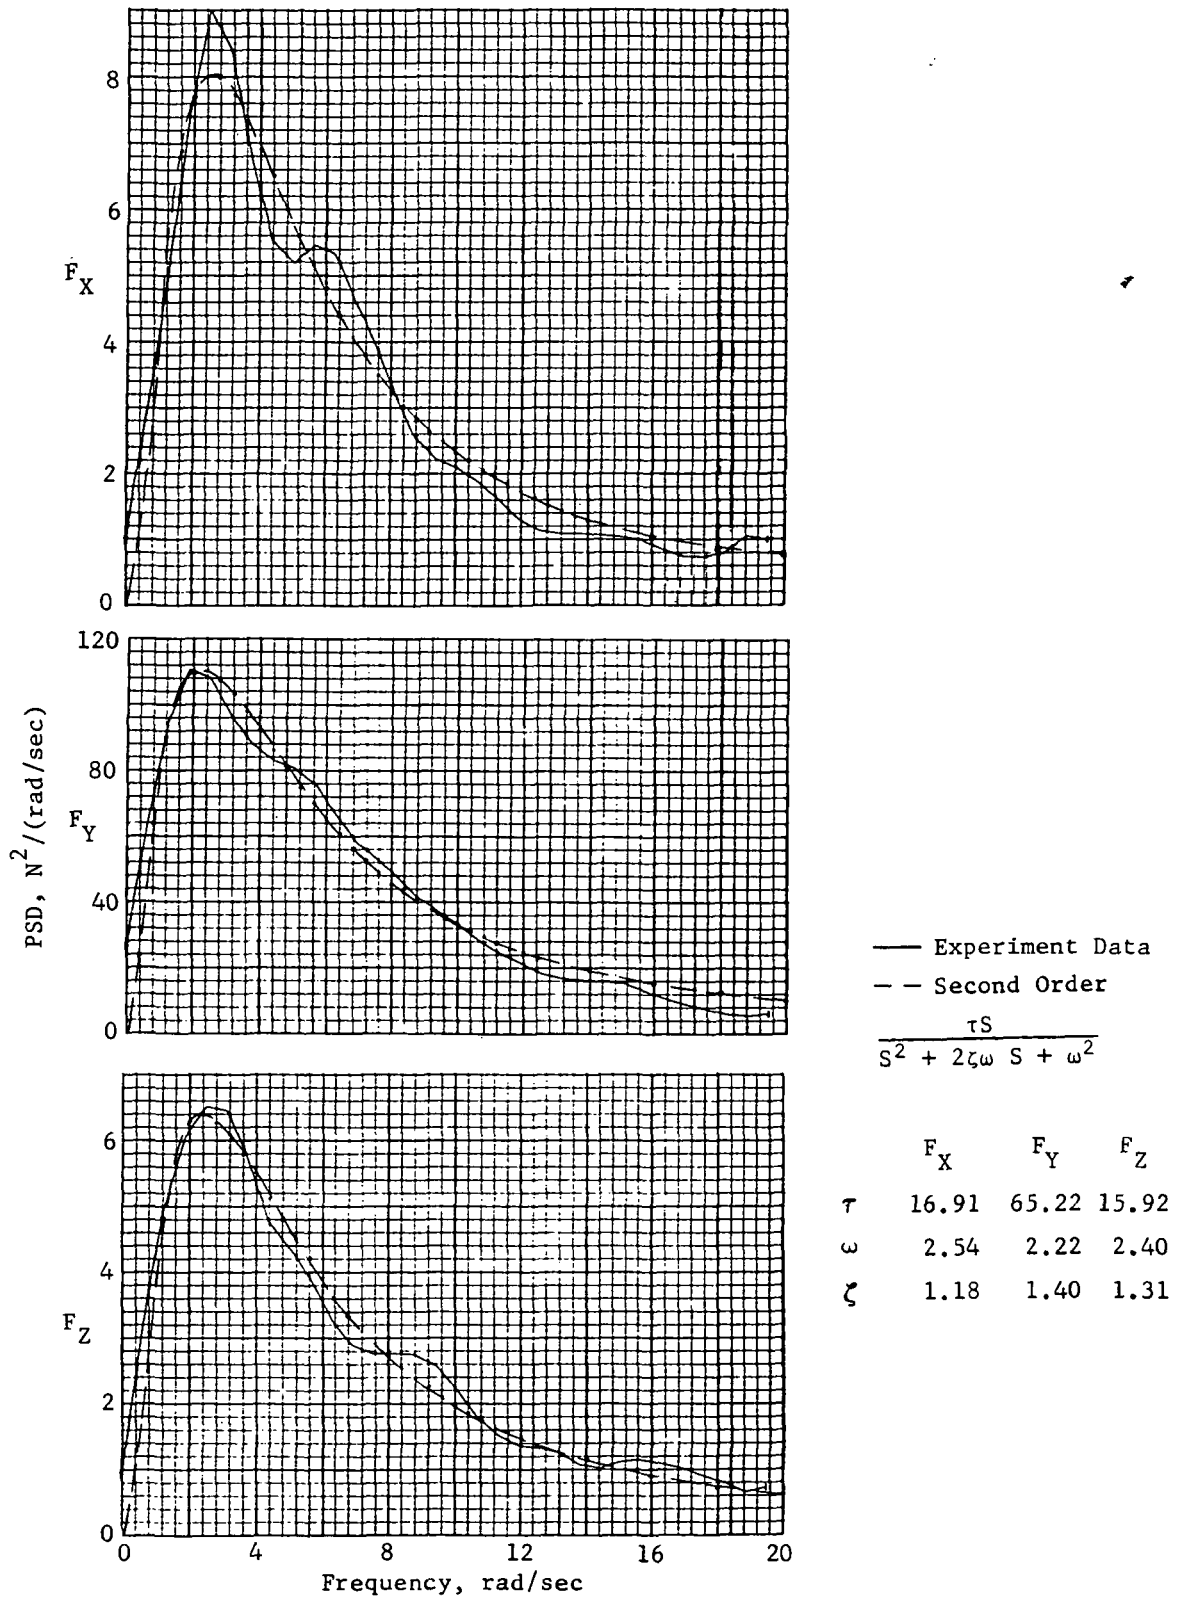 8
6
F_X
4
2
0
120
80
F_Y
40
0
PSD, N^2/(rad/sec)
6
4
F_Z
2
0
0 4 8 12 16 20
Frequency, rad/sec
—— Experiment Data
– – Second Order
τS
S^2 + 2ζω S + ω^2
F_X F_Y F_Z
τ 16.91 65.22 15.92
ω 2.54 2.22 2.40
ζ 1.18 1.40 1.31